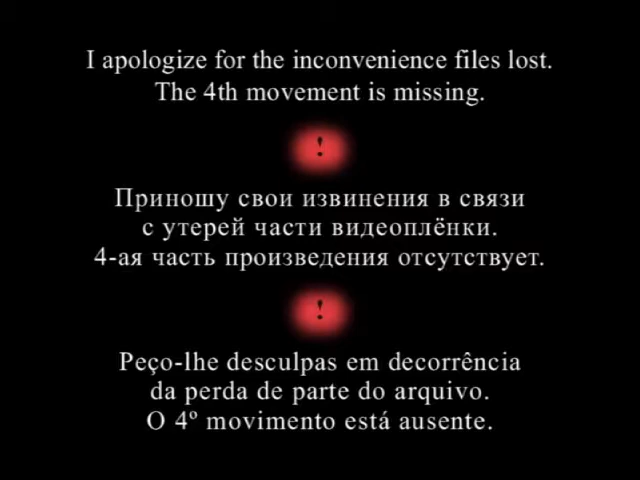 I apologize for the inconvenience files lost.
The 4th movement is missing.
!
Приношу свои извинения в связи
с утерей части видеоплёнки.
4-ая часть произведения отсутствует.
!
Peço-lhe desculpas em decorrência
da perda de parte do arquivo.
O 4º movimento está ausente.